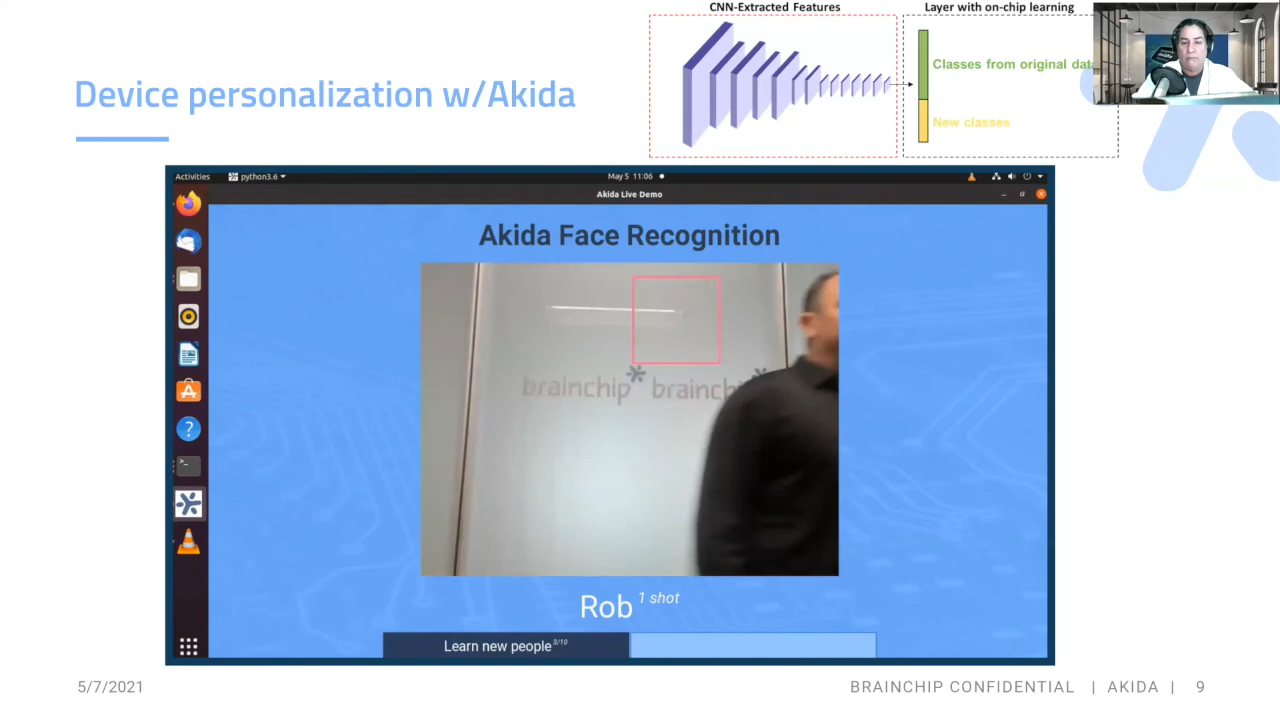 CNN-Extracted Features
Layer with on-chip learning
Classes from original data
New classes
Device personalization w/Akida
Activities
python3.6
May 5 11:06
Akida Live Demo
Akida Face Recognition
brainchip brainch
Rob 1 shot
Learn new people 3/10
5/7/2021
BRAINCHIP CONFIDENTIAL | AKIDA | 9